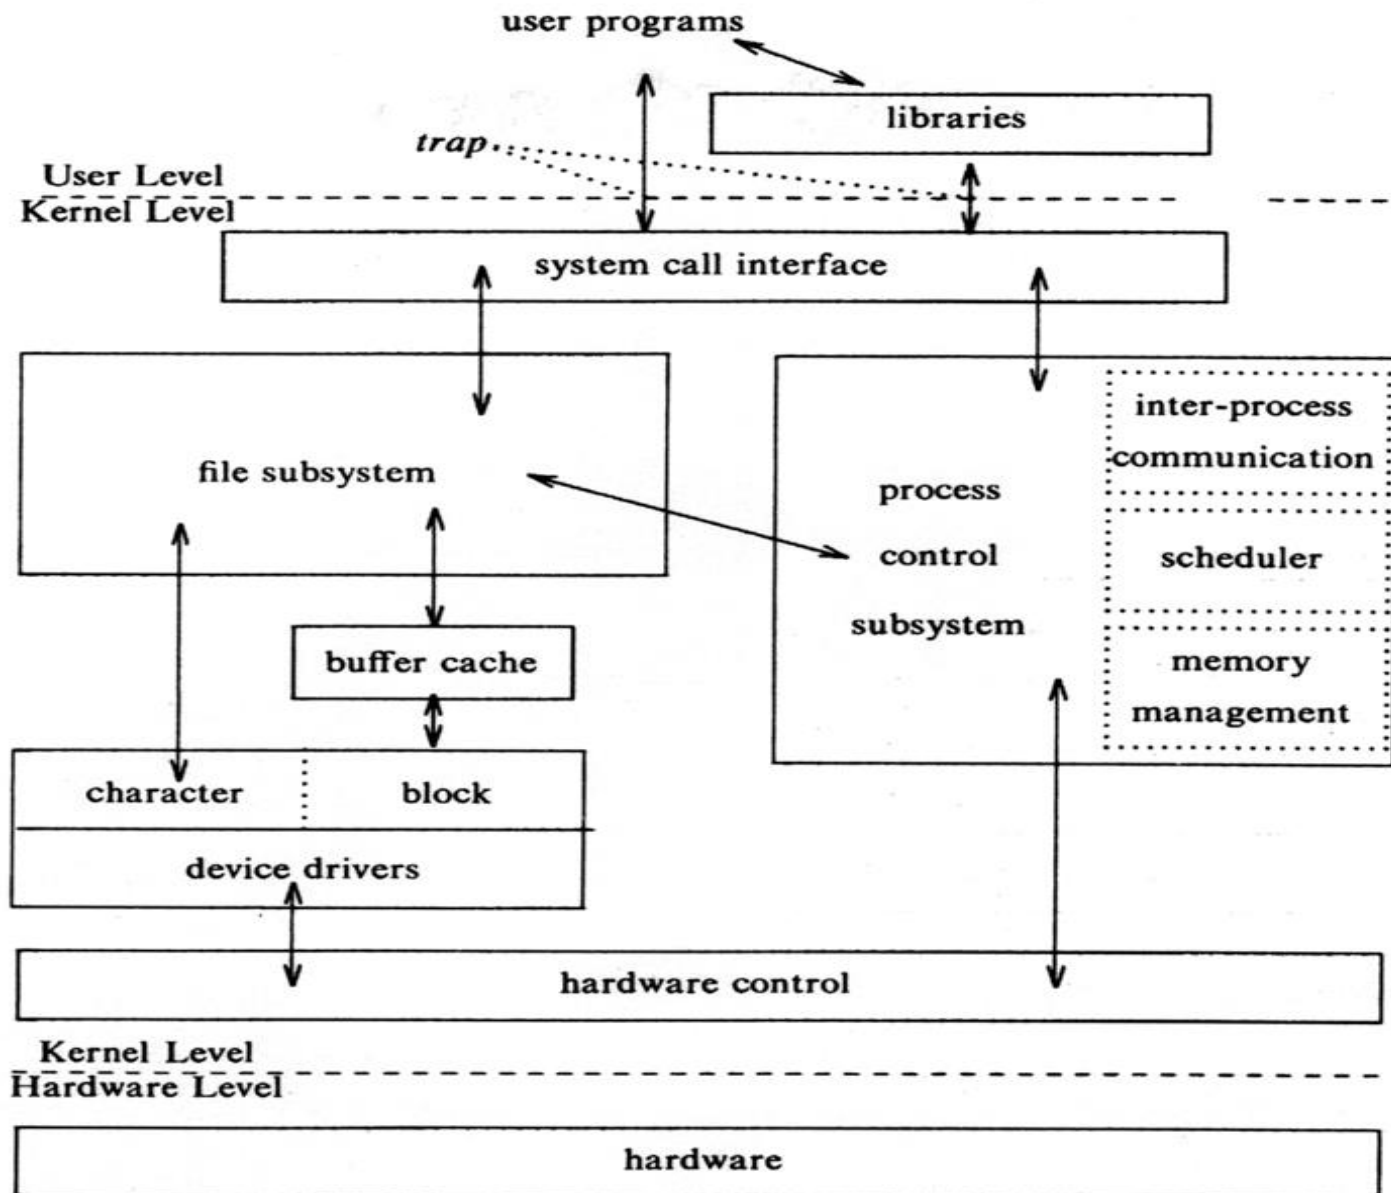 user programs
libraries
trap
User Level
Kernel Level
system call interface
file subsystem
inter-process
communication
process
control
subsystem
scheduler
memory
management
buffer cache
character
block
device drivers
hardware control
Kernel Level
Hardware Level
hardware